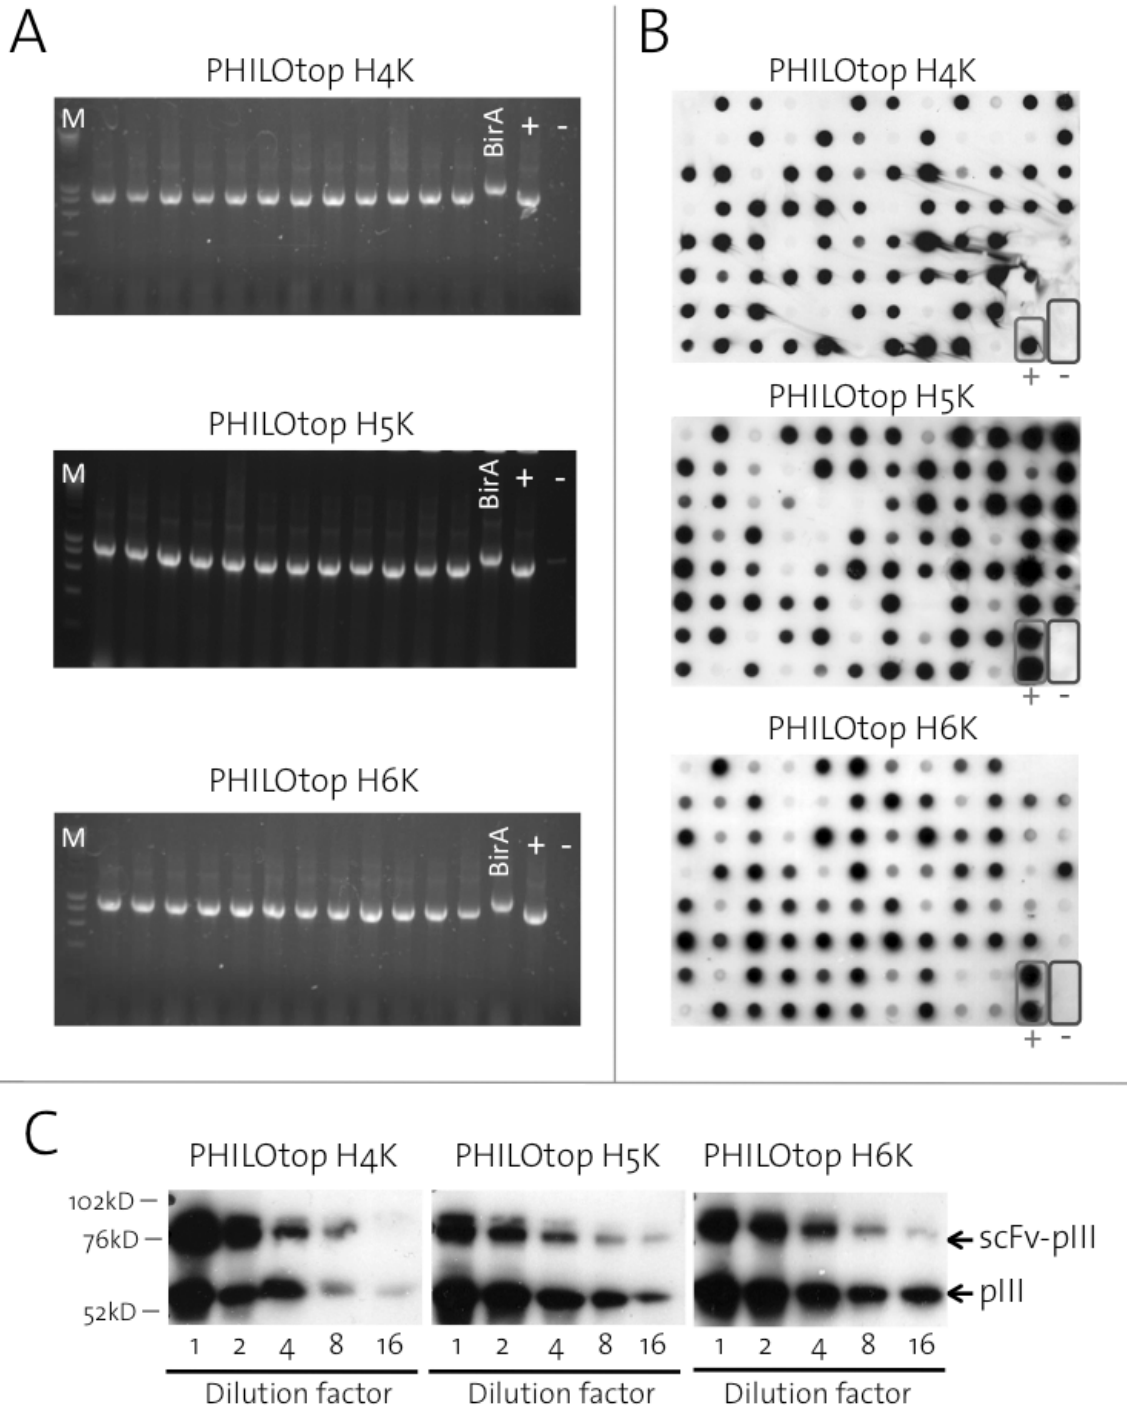 A
PHILOtop H4K
M
BirA
+
-
PHILOtop H5K
M
BirA
+
-
PHILOtop H6K
M
BirA
+
-
B
PHILOtop H4K
+ -
PHILOtop H5K
+ -
PHILOtop H6K
+ -
C
PHILOtop H4K PHILOtop H5K PHILOtop H6K
102kD
76kD
52kD
scFv-pIII
pIII
1 2 4 8 16 1 2 4 8 16 1 2 4 8 16
Dilution factor Dilution factor Dilution factor